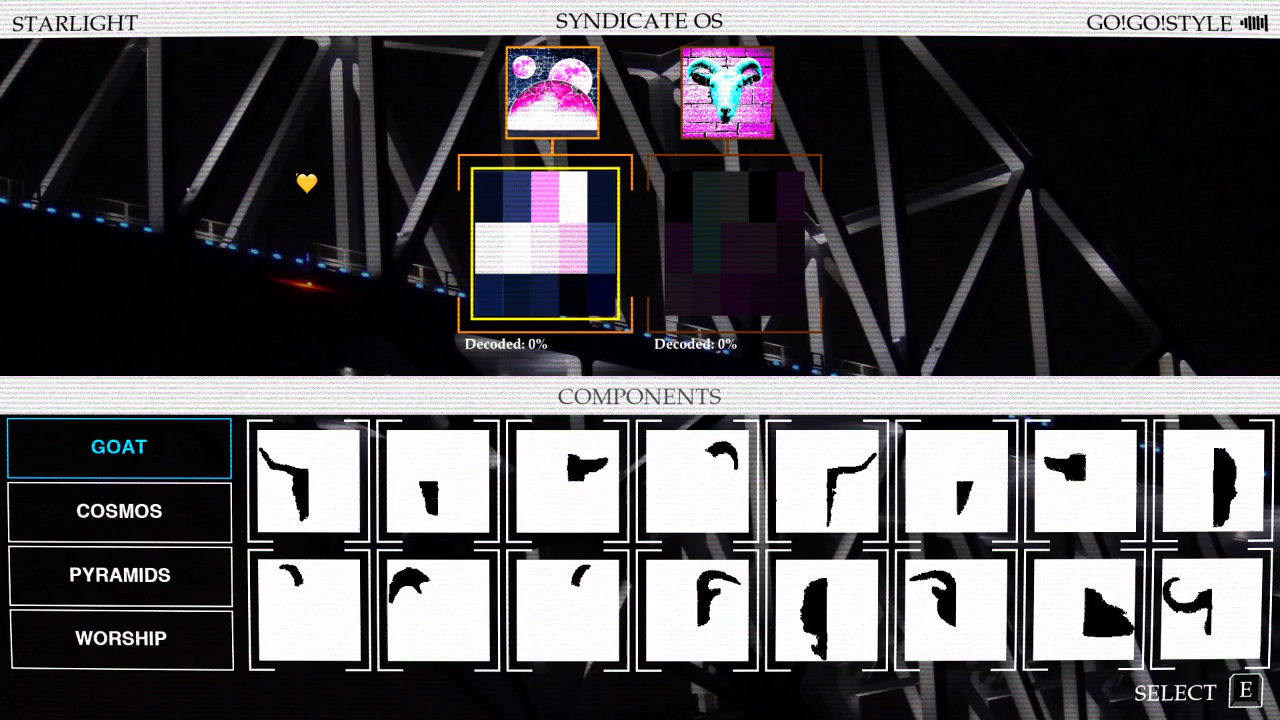 STARLIGHT
SYNDICATE OS
GO!GO!STYLE
Decoded: 0%
Decoded: 0%
COMPONENTS
GOAT
COSMOS
PYRAMIDS
WORSHIP
SELECT E